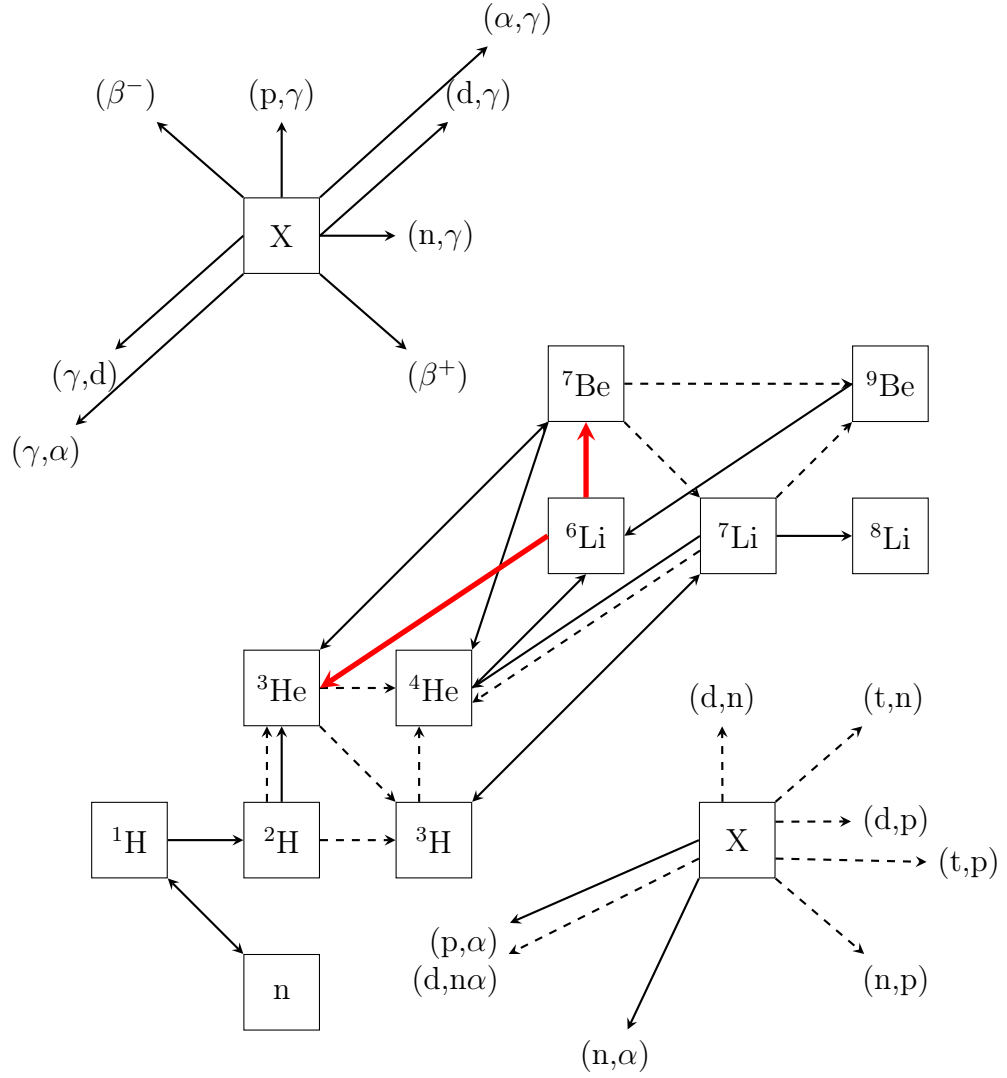 (α,γ)
(β⁻) (p,γ) (d,γ)
X (n,γ)
(γ,d) (β⁺)
(γ,α)
⁷Be ⁹Be
⁶Li ⁷Li ⁸Li
³He ⁴He (d,n) (t,n)
¹H ²H ³H X (d,p)
(t,p)
(p,α)
(d,nα) (n,p)
n
(n,α)